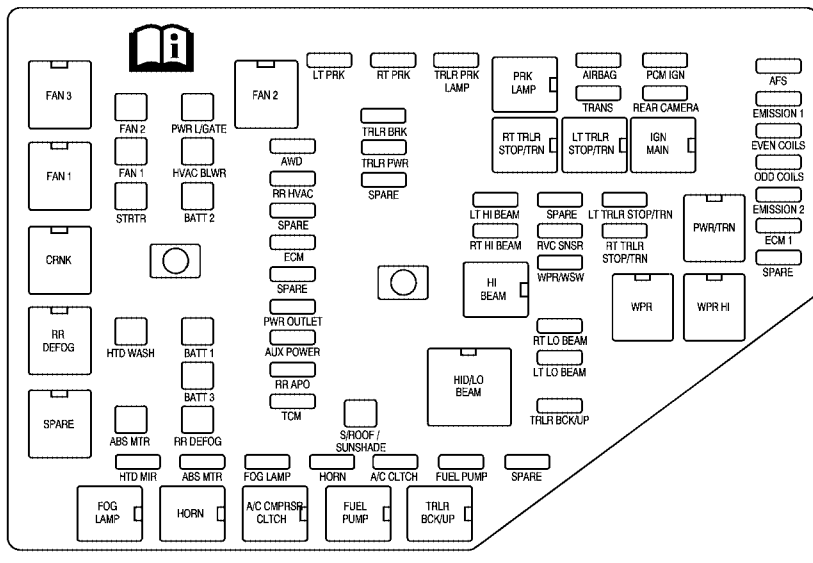 i
FAN 3
FAN 1
CRNK
RR
DEFOG
SPARE
FAN 2
FAN 1
STRTR
HTD WASH
ABS MTR
PWR L/GATE
HVAC BLWR
BATT 2
BATT 1
BATT 3
RR DEFOG
FAN 2
AWD
RR HVAC
SPARE
ECM
SPARE
PWR OUTLET
AUX POWER
RR APO
TCM
LT PRK
RT PRK
TRLR PRK
LAMP
TRLR BRK
TRLR PWR
SPARE
S/ROOF /
SUNSHADE
PRK
LAMP
AIRBAG
TRANS
PCM IGN
REAR CAMERA
RT TRLR
STOP/TRN
LT TRLR
STOP/TRN
IGN
MAIN
LT HI BEAM
RT HI BEAM
SPARE
RVC SNSR
WPR/WSW
LT TRLR STOP/TRN
RT TRLR
STOP/TRN
HI
BEAM
PWR/TRN
WPR
WPR HI
RT LO BEAM
LT LO BEAM
TRLR BCK/UP
HID/LO
BEAM
AFS
EMISSION 1
EVEN COILS
ODD COILS
EMISSION 2
ECM 1
SPARE
HTD MIR
ABS MTR
FOG LAMP
HORN
A/C CLTCH
FUEL PUMP
SPARE
FOG
LAMP
HORN
A/C CMPRSR
CLTCH
FUEL
PUMP
TRLR
BCK/UP